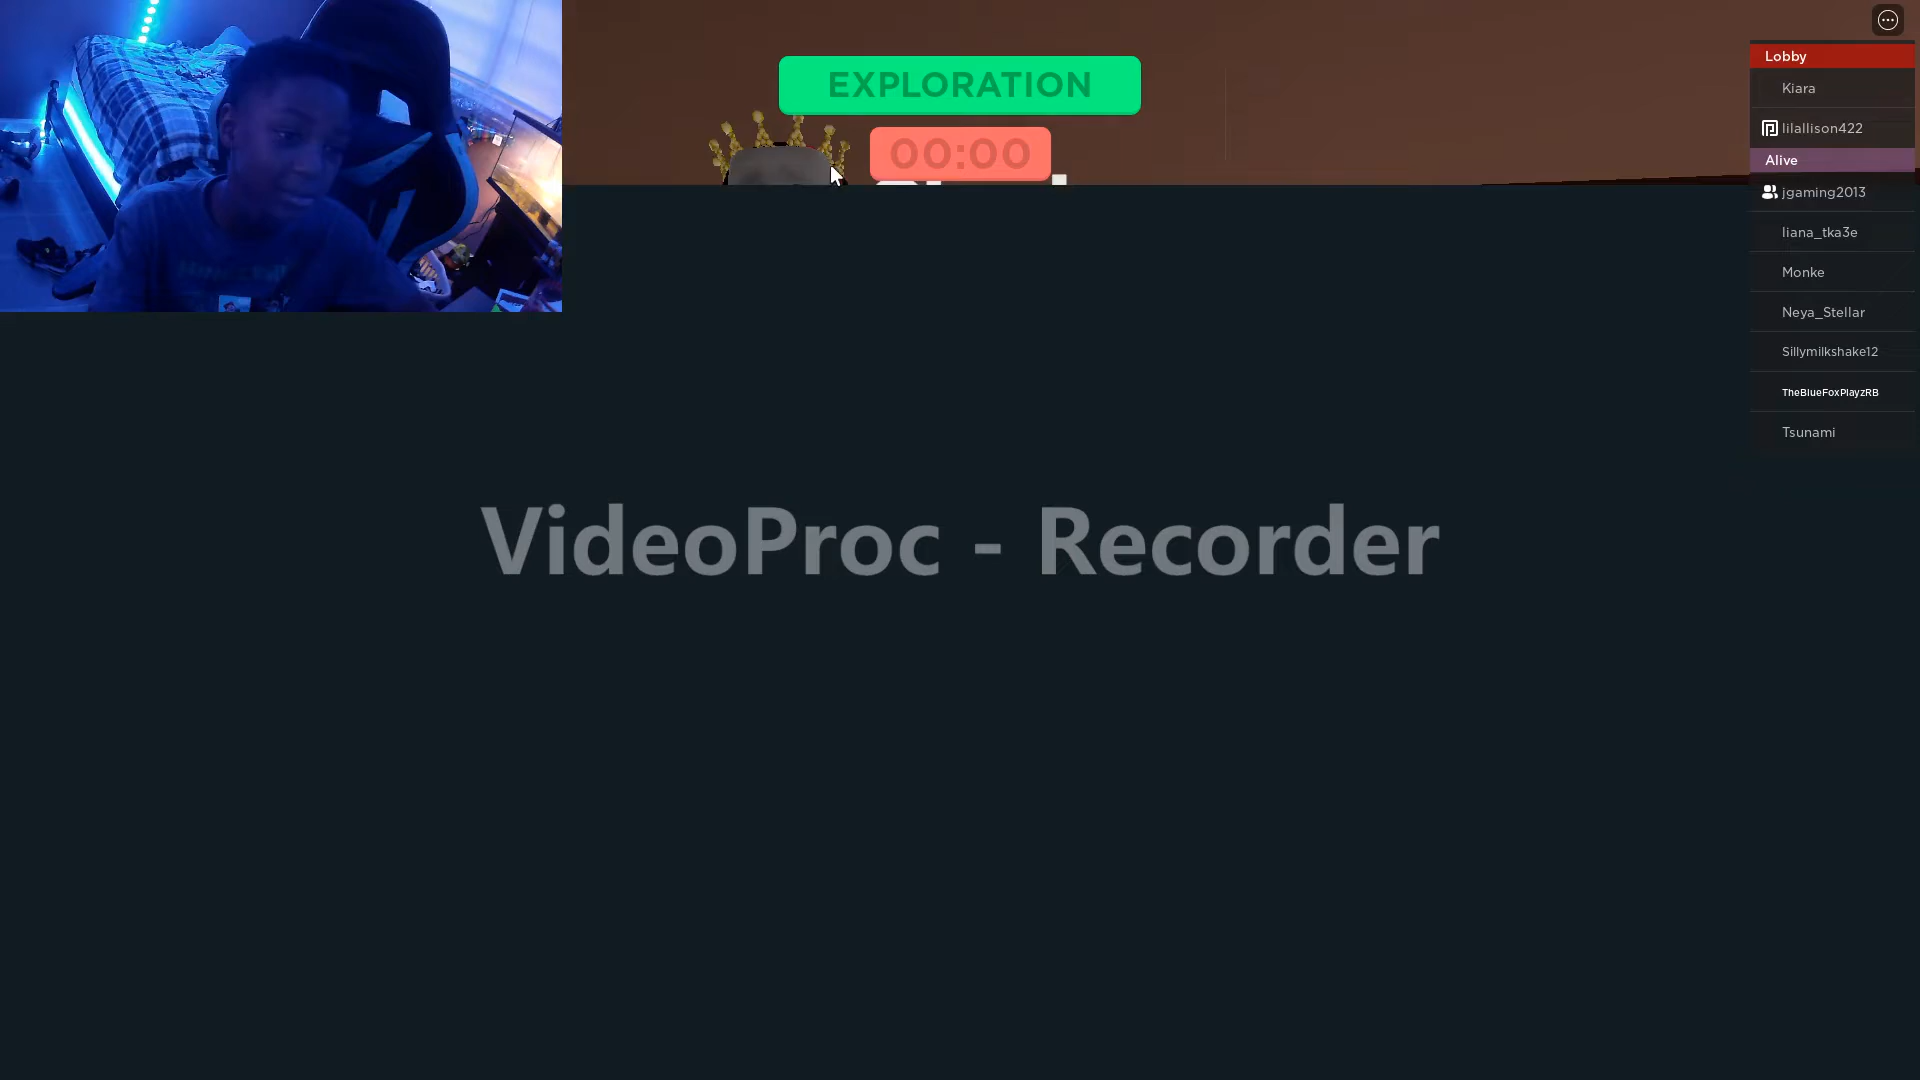 EXPLORATION
00:00
Lobby
Kiara
lilallison422
Alive
jgaming2013
liana_tka3e
Monke
Neya_Stellar
Sillymilkshake12
TheBlueFoxPlayzRB
Tsunami
VideoProc - Recorder